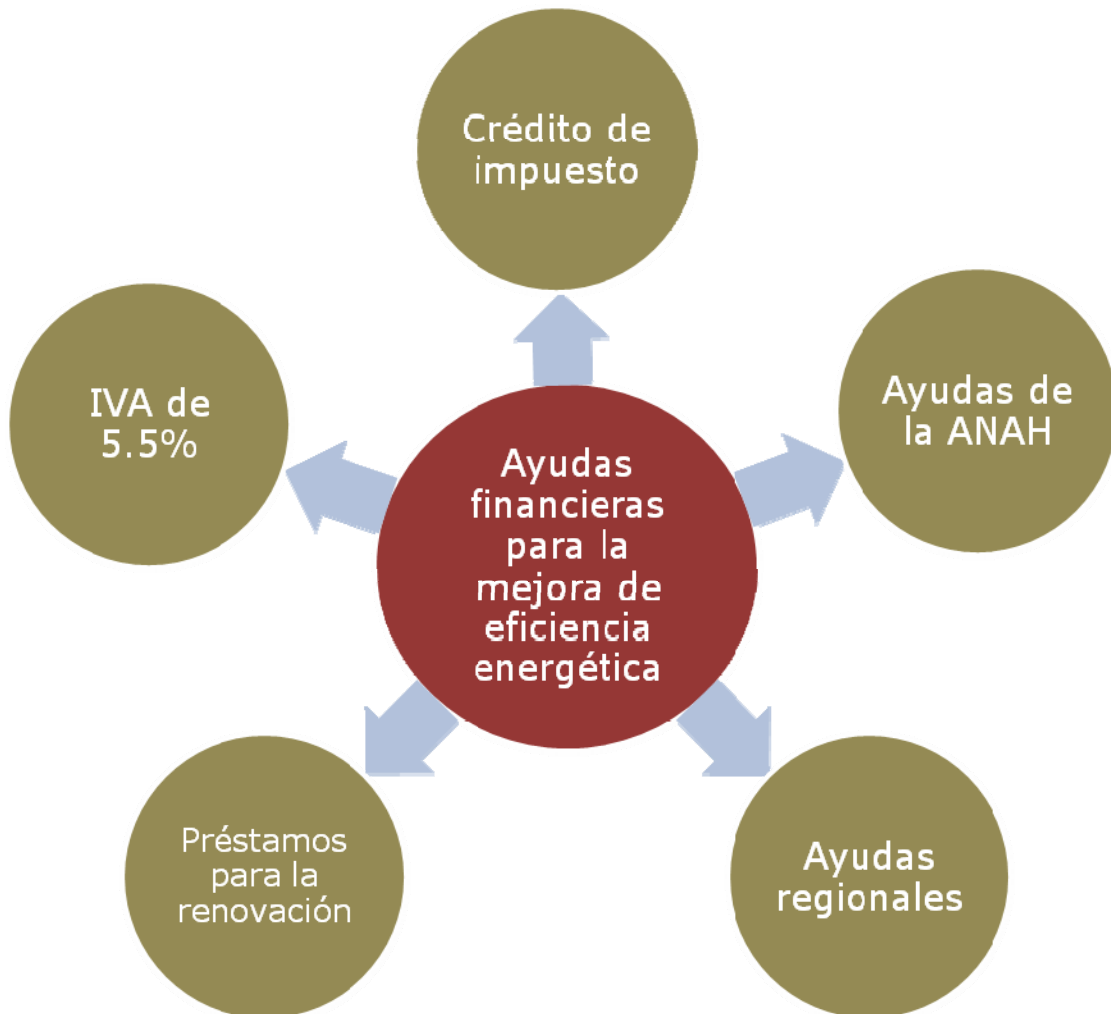 Crédito de
impuesto
IVA de
5.5%
Ayudas de
la ANAH
Ayudas
financieras
para la
mejora de
eficiencia
energética
Préstamos
para la
renovación
Ayudas
regionales